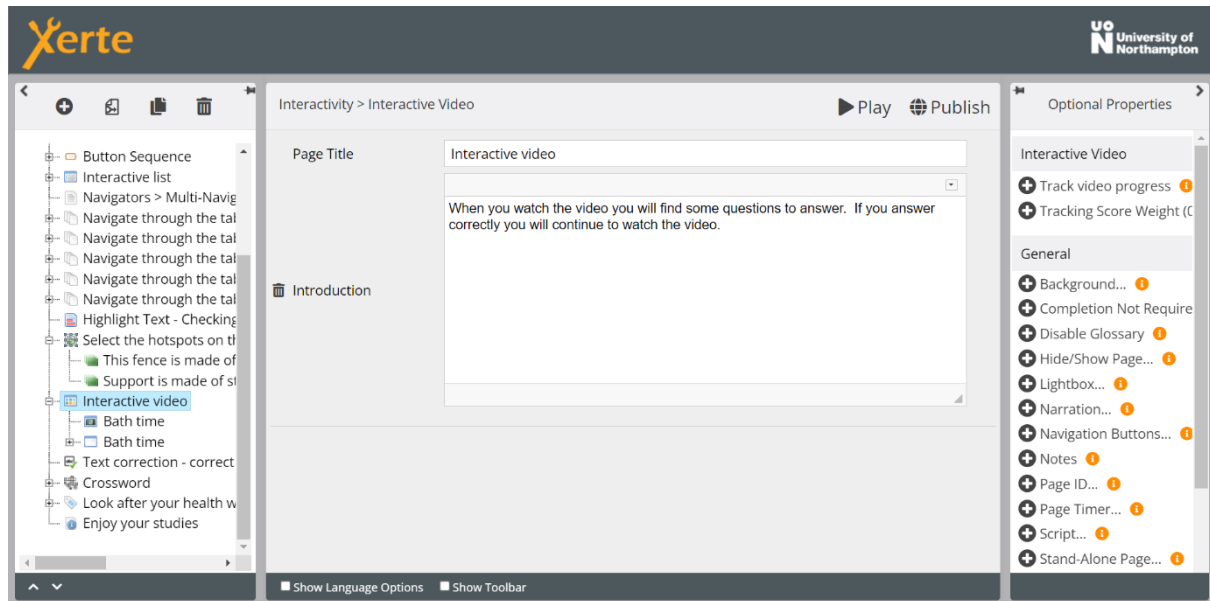 Xerte
UON University of Northampton
Button Sequence
Interactive list
Navigators > Multi-Navig
Navigate through the tal
Navigate through the tal
Navigate through the tal
Navigate through the tal
Navigate through the tal
Highlight Text - Checking
Select the hotspots on th
This fence is made of
Support is made of st
Interactive video
Bath time
Bath time
Text correction - correct
Crossword
Look after your health w
Enjoy your studies
Interactivity > Interactive Video
Play
Publish
Page Title
Interactive video
When you watch the video you will find some questions to answer.  If you answer
correctly you will continue to watch the video.
Introduction
Show Language Options
Show Toolbar
Optional Properties
Interactive Video
Track video progress
Tracking Score Weight (0
General
Background...
Completion Not Require
Disable Glossary
Hide/Show Page...
Lightbox...
Narration...
Navigation Buttons...
Notes
Page ID...
Page Timer...
Script...
Stand-Alone Page...